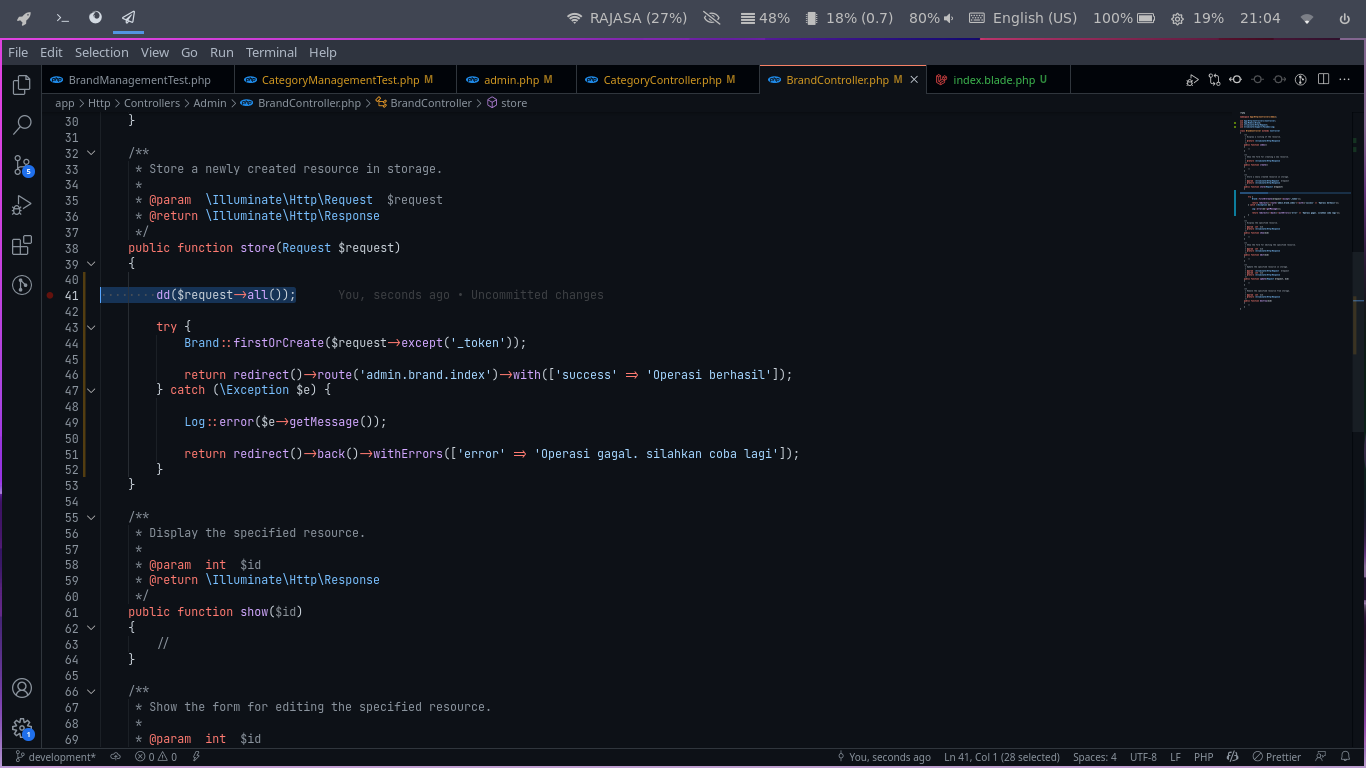 RAJASA (27%) 48% 18% (0.7) 80% English (US) 100% 19% 21:04
File Edit Selection View Go Run Terminal Help
BrandManagementTest.php CategoryManagementTest.php M admin.php M CategoryController.php M BrandController.php M index.blade.php U
app > Http > Controllers > Admin > BrandController.php > BrandController > store
30 }
31
32 /**
33 * Store a newly created resource in storage.
34 *
35 * @param \Illuminate\Http\Request $request
36 * @return \Illuminate\Http\Response
37 */
38 public function store(Request $request)
39 {
40
41 dd($request->all()); You, seconds ago • Uncommitted changes
42
43 try {
44 Brand::firstOrCreate($request->except('_token'));
45
46 return redirect()->route('admin.brand.index')->with(['success' => 'Operasi berhasil']);
47 } catch (\Exception $e) {
48
49 Log::error($e->getMessage());
50
51 return redirect()->back()->withErrors(['error' => 'Operasi gagal. silahkan coba lagi']);
52 }
53 }
54
55 /**
56 * Display the specified resource.
57 *
58 * @param int $id
59 * @return \Illuminate\Http\Response
60 */
61 public function show($id)
62 {
63 //
64 }
65
66 /**
67 * Show the form for editing the specified resource.
68 *
69 * @param int $id
5
1
development* 0 0 You, seconds ago Ln 41, Col 1 (28 selected) Spaces: 4 UTF-8 LF PHP Prettier